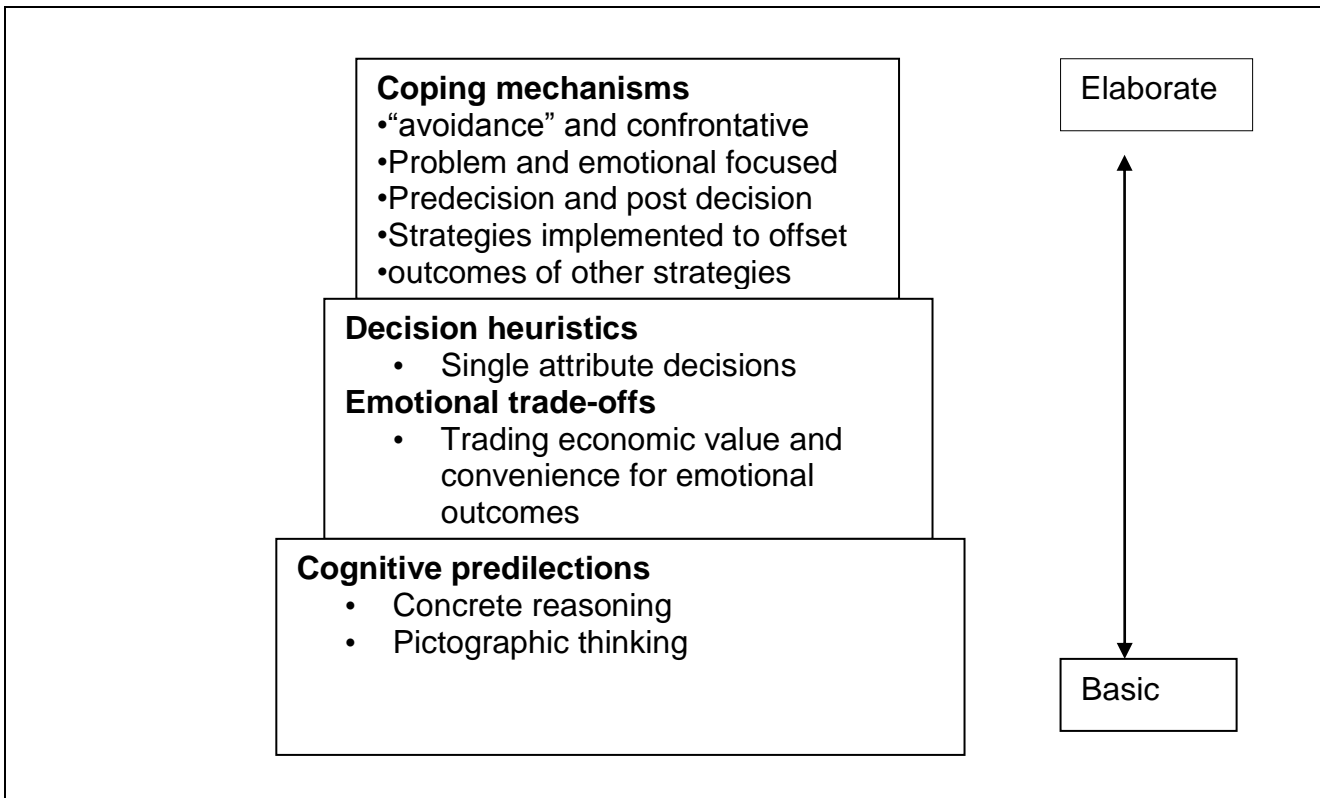 Coping mechanisms
•“avoidance” and confrontative
•Problem and emotional focused
•Predecision and post decision
•Strategies implemented to offset
•outcomes of other strategies
Decision heuristics
• Single attribute decisions
Emotional trade-offs
• Trading economic value and
convenience for emotional
outcomes
Cognitive predilections
• Concrete reasoning
• Pictographic thinking
Elaborate
Basic